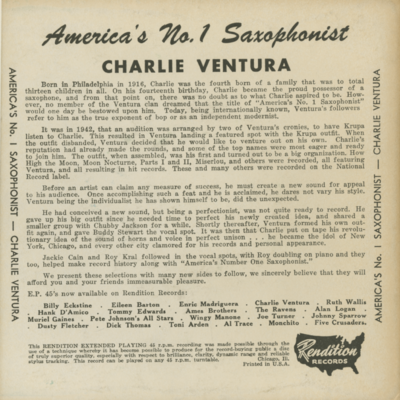 America's No. 1 Saxophonist
CHARLIE VENTURA
Born in Philadelphia in 1916, Charlie was the fourth born of a family that was to total
thirteen children in all. On his fourteenth birthday, Charlie became the proud possessor of a
saxophone, and from that point on, there was no doubt as to what Charlie aspired to be. How-
ever, no member of the Ventura clan dreamed that the title of "America's No. 1 Saxophonist"
would one day be bestowed upon him. Today, being internationally known, Ventura's followers
refer to him as the true exponent of bop or as an independent modernist.
It was in 1942, that an audition was arranged by two of Ventura's cronies, to have Krupa
listen to Charlie. This resulted in Ventura landing a featured spot with the Krupa outfit. When
the outfit disbanded, Ventura decided that he would like to venture out on his own. Charlie's
reputation had already made the rounds, and some of the top names were most eager and ready
to join him. The outfit, when assembled, was his first and turned out to be a big organization. How
High the Moon, Moon Nocturne, Parts I and II, Misirlou, and others were recorded, all featuring
Ventura, and all resulting in hit records. These and many others were recorded on the National
Record label.
Before an artist can claim any measure of success, he must create a new sound for appeal
to his audience. Once accomplishing such a feat and he is acclaimed, he dares not vary his style.
Ventura being the individualist he has shown himself to be, did the unexpected.
He had conceived a new sound, but being a perfectionist, was not quite ready to record. He
gave up his big outfit since he needed time to perfect his newly created idea, and shared a
smaller group with Chubby Jackson for a while. Shortly thereafter, Ventura formed his own out-
fit again, and gave Buddy Stewart the vocal spot. It was then that Charlie put on tape his revolu-
tionary idea of the sound of horns and voice in perfect unison . . . he became the idol of New
York, Chicago, and every other city clamored for his records and personal appearance.
Jackie Cain and Roy Kral followed in the vocal spots, with Roy doubling on piano and they
too, helped make record history along with "America's Number One Saxophonist."
We present these selections with many new sides to follow, we sincerely believe that they will
afford you and your friends immeasurable pleasure.
E.P. 45's now available on Rendition Records:
Billy Eckstine . Eileen Barton . Enric Madriguera . Charlie Ventura . Ruth Wallis
Hank D'Amico . Tommy Edwards . Ames Brothers . The Ravens . Alan Logan .
Muriel Gaines . Pete Johnson's All Stars . Wingy Manone . Joe Turner . Johnny Sparrow
Dusty Fletcher . Dick Thomas . Toni Arden . Al Trace . Monchito . Five Crusaders.
This RENDITION EXTENDED PLAYING 45 r.p.m. recording was made possible through the
use of a technique whereby it has become possible to produce for the record-buying public a disc
of truly superior quality, especially with respect to brilliance, clarity, dynamic range and reliable
stylus tracking. This record can be played on any 45 r.p.m. turntable.
Chicago, Ill.
Printed in U.S.A.
Rendition
RECORDS
AMERICA'S No. 1 SAXOPHONIST CHARLIE VENTURA
AMERICA'S No. 1 SAXOPHONIST CHARLIE VENTURA